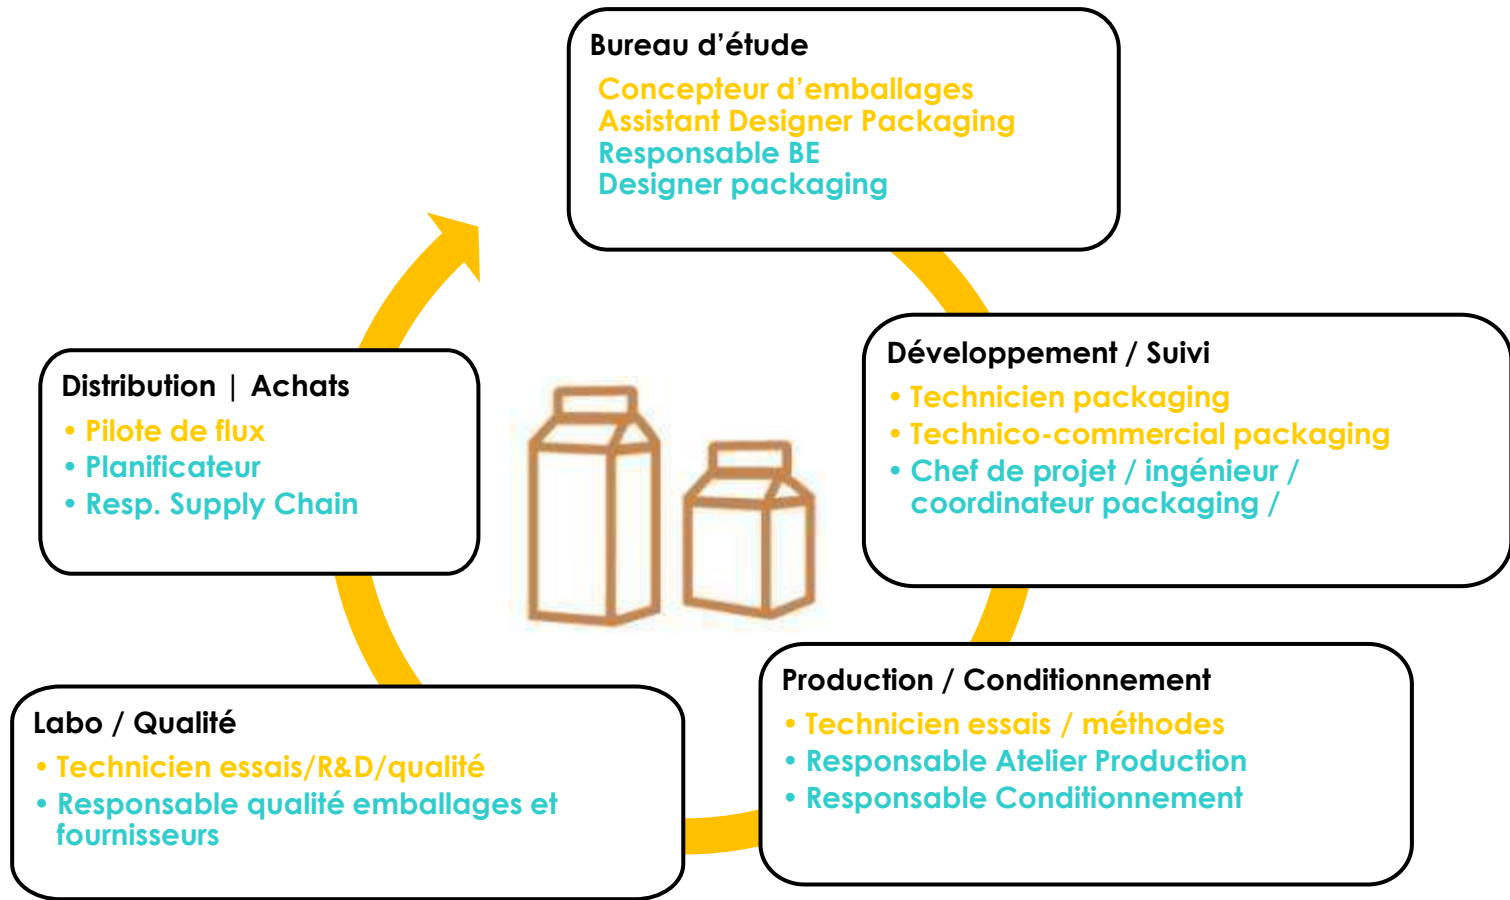 Bureau d’étude
Concepteur d’emballages
Assistant Designer Packaging
Responsable BE
Designer packaging
Développement / Suivi
• Technicien packaging
• Technico-commercial packaging
• Chef de projet / ingénieur /
coordinateur packaging /
Production / Conditionnement
• Technicien essais / méthodes
• Responsable Atelier Production
• Responsable Conditionnement
Labo / Qualité
• Technicien essais/R&D/qualité
• Responsable qualité emballages et
fournisseurs
Distribution | Achats
• Pilote de flux
• Planificateur
• Resp. Supply Chain